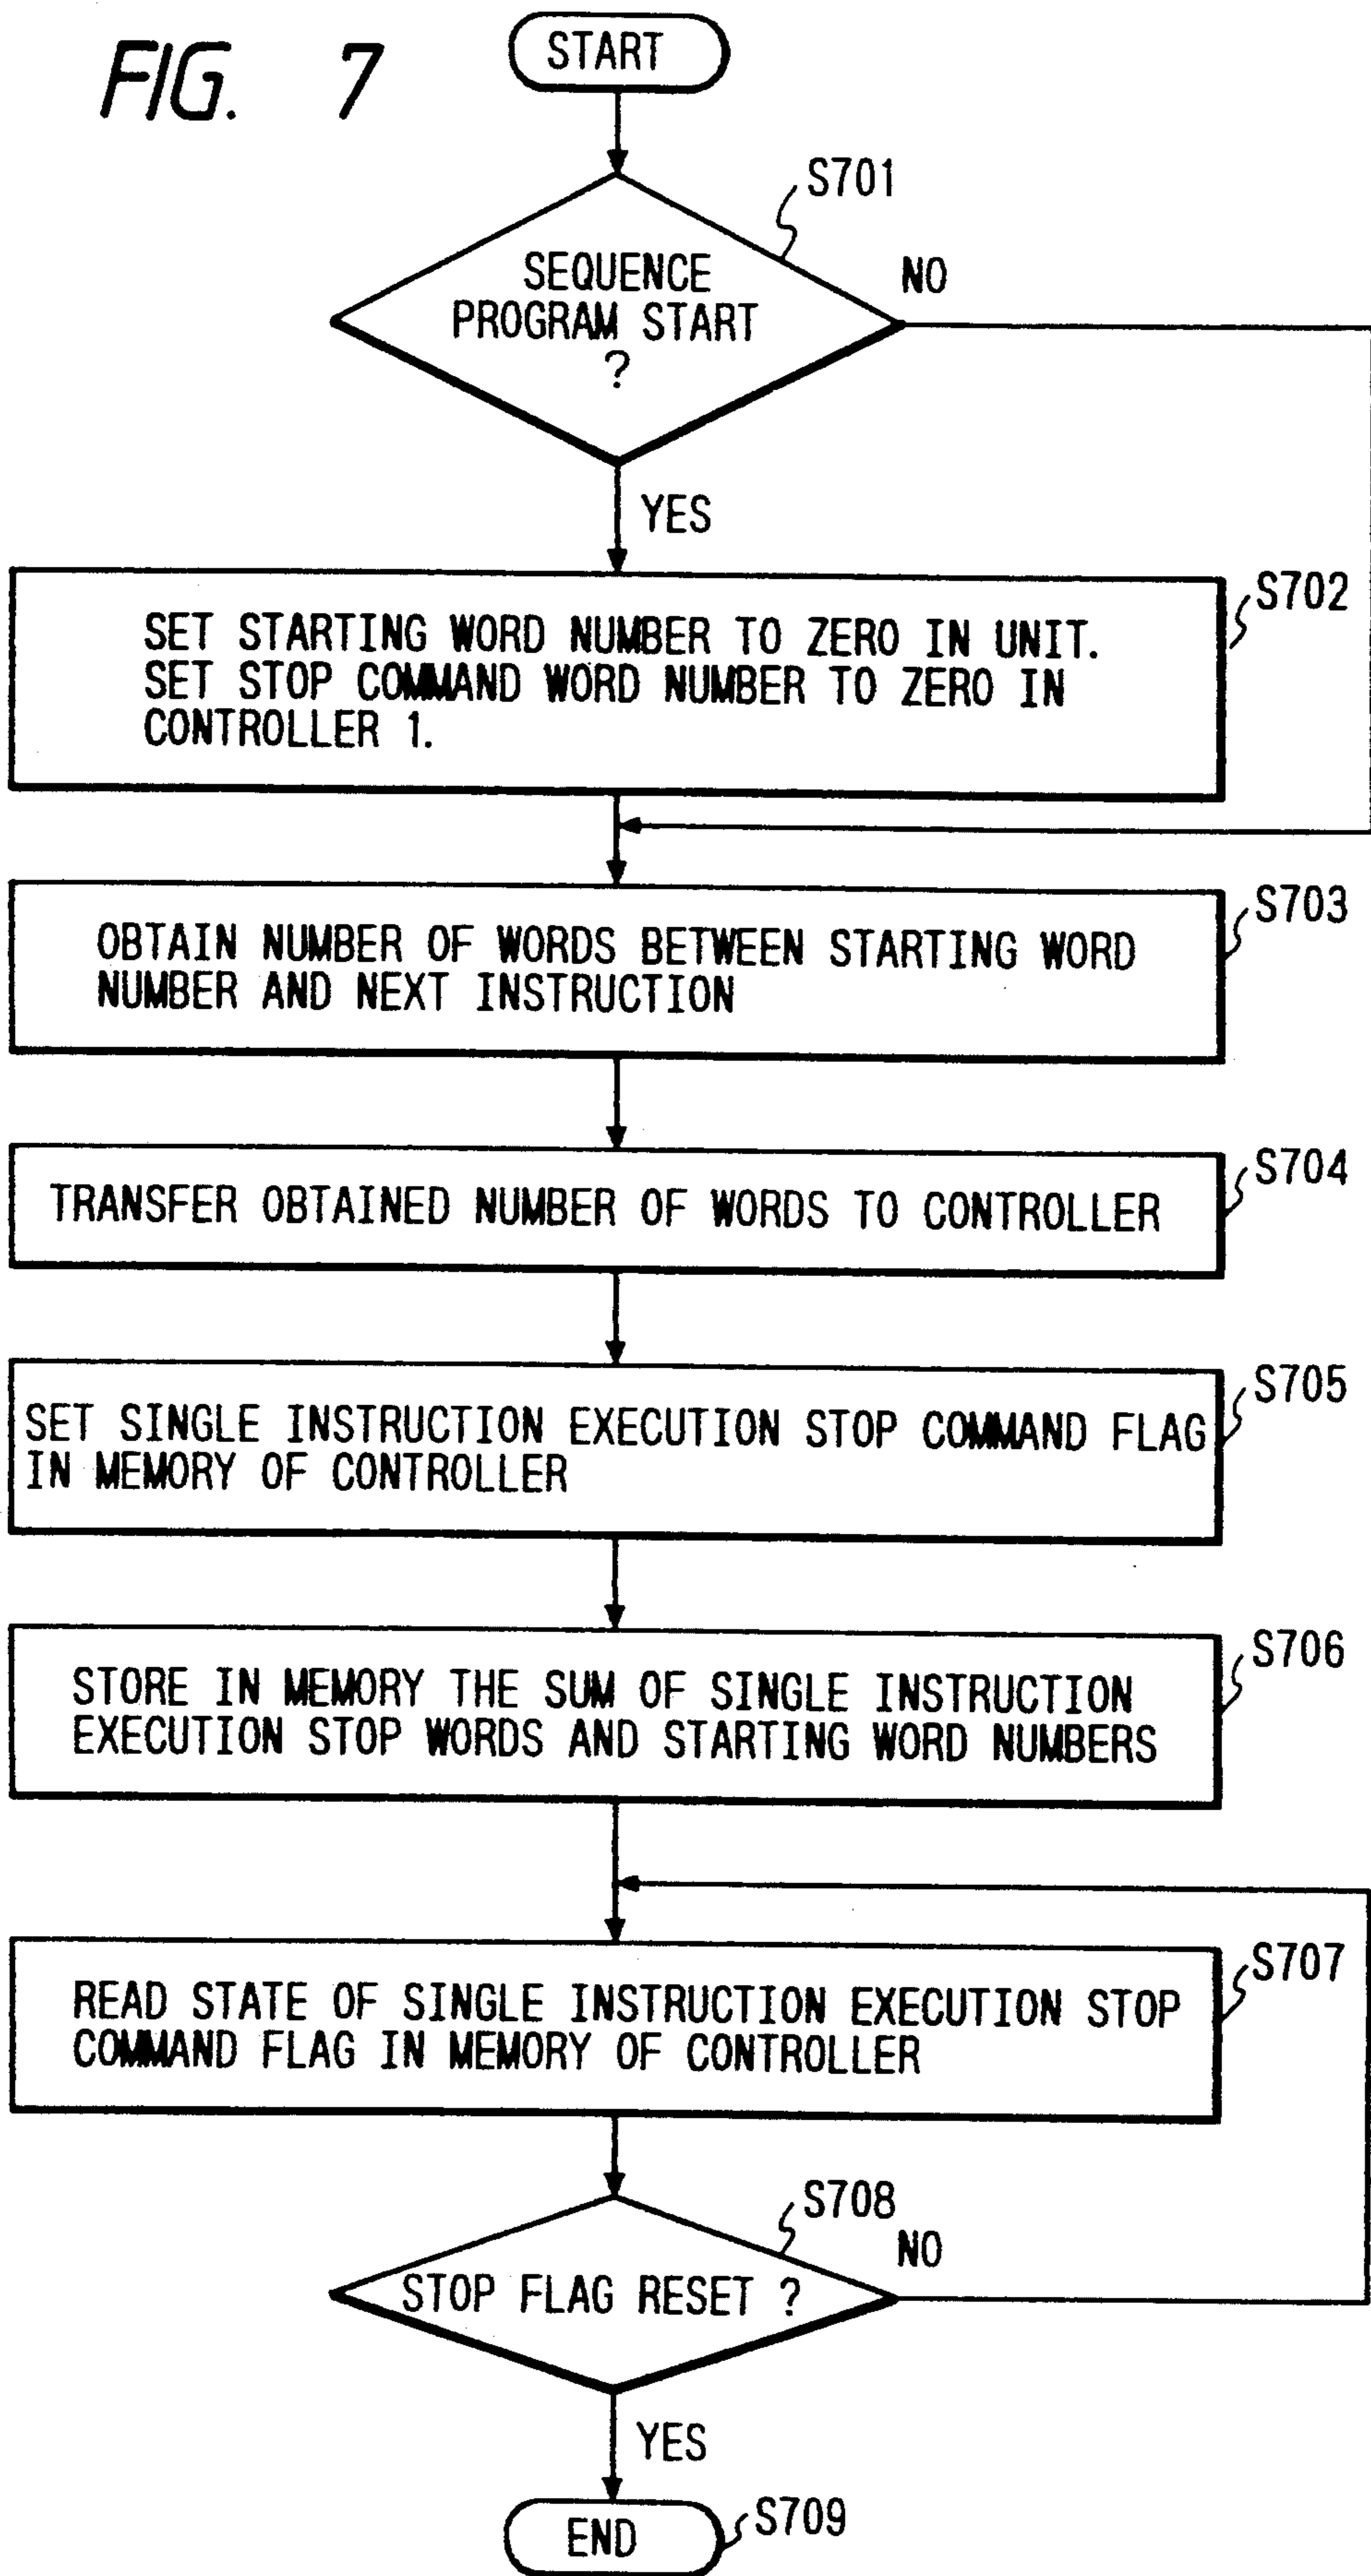 FIG. 7
START
S701
SEQUENCE
PROGRAM START
?
NO
YES
S702
SET STARTING WORD NUMBER TO ZERO IN UNIT.
SET STOP COMMAND WORD NUMBER TO ZERO IN
CONTROLLER 1.
S703
OBTAIN NUMBER OF WORDS BETWEEN STARTING WORD
NUMBER AND NEXT INSTRUCTION
S704
TRANSFER OBTAINED NUMBER OF WORDS TO CONTROLLER
S705
SET SINGLE INSTRUCTION EXECUTION STOP COMMAND FLAG
IN MEMORY OF CONTROLLER
S706
STORE IN MEMORY THE SUM OF SINGLE INSTRUCTION
EXECUTION STOP WORDS AND STARTING WORD NUMBERS
S707
READ STATE OF SINGLE INSTRUCTION EXECUTION STOP
COMMAND FLAG IN MEMORY OF CONTROLLER
S708
NO
STOP FLAG RESET ?
YES
END
S709